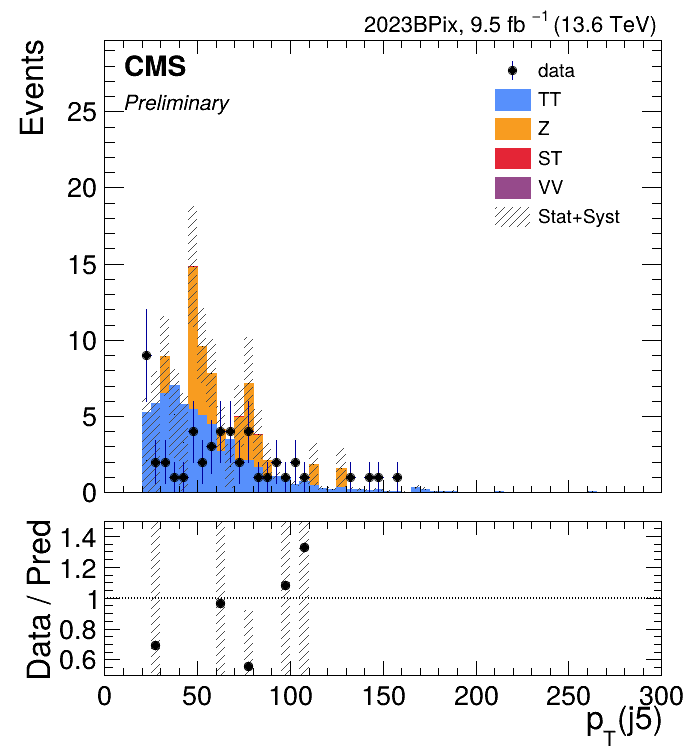 2023BPix, 9.5 fb⁻¹ (13.6 TeV)
CMS
Preliminary
Events
data
TT
Z
ST
VV
Stat+Syst
25
20
15
10
5
0
Data / Pred
1.4
1.2
1
0.8
0.6
0 50 100 150 200 250 300
p_T(j5)